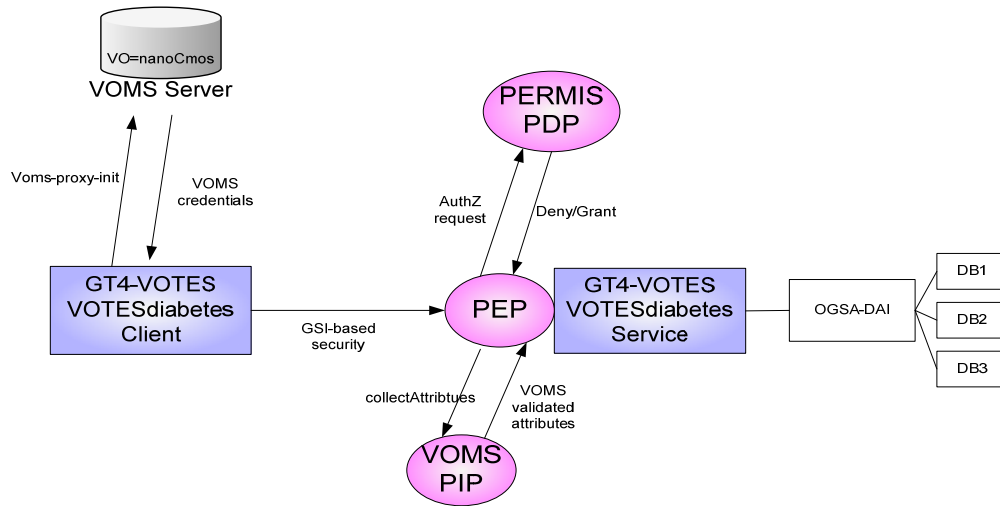 VO=nanoCmos
VOMS Server
Voms-proxy-init
VOMS
credentials
PERMIS
PDP
AuthZ
request
Deny/Grant
GT4-VOTES
VOTESdiabetes
Client
GSI-based
security
PEP
GT4-VOTES
VOTESdiabetes
Service
OGSA-DAI
DB1
DB2
DB3
collectAttribtues
VOMS
validated
attributes
VOMS
PIP